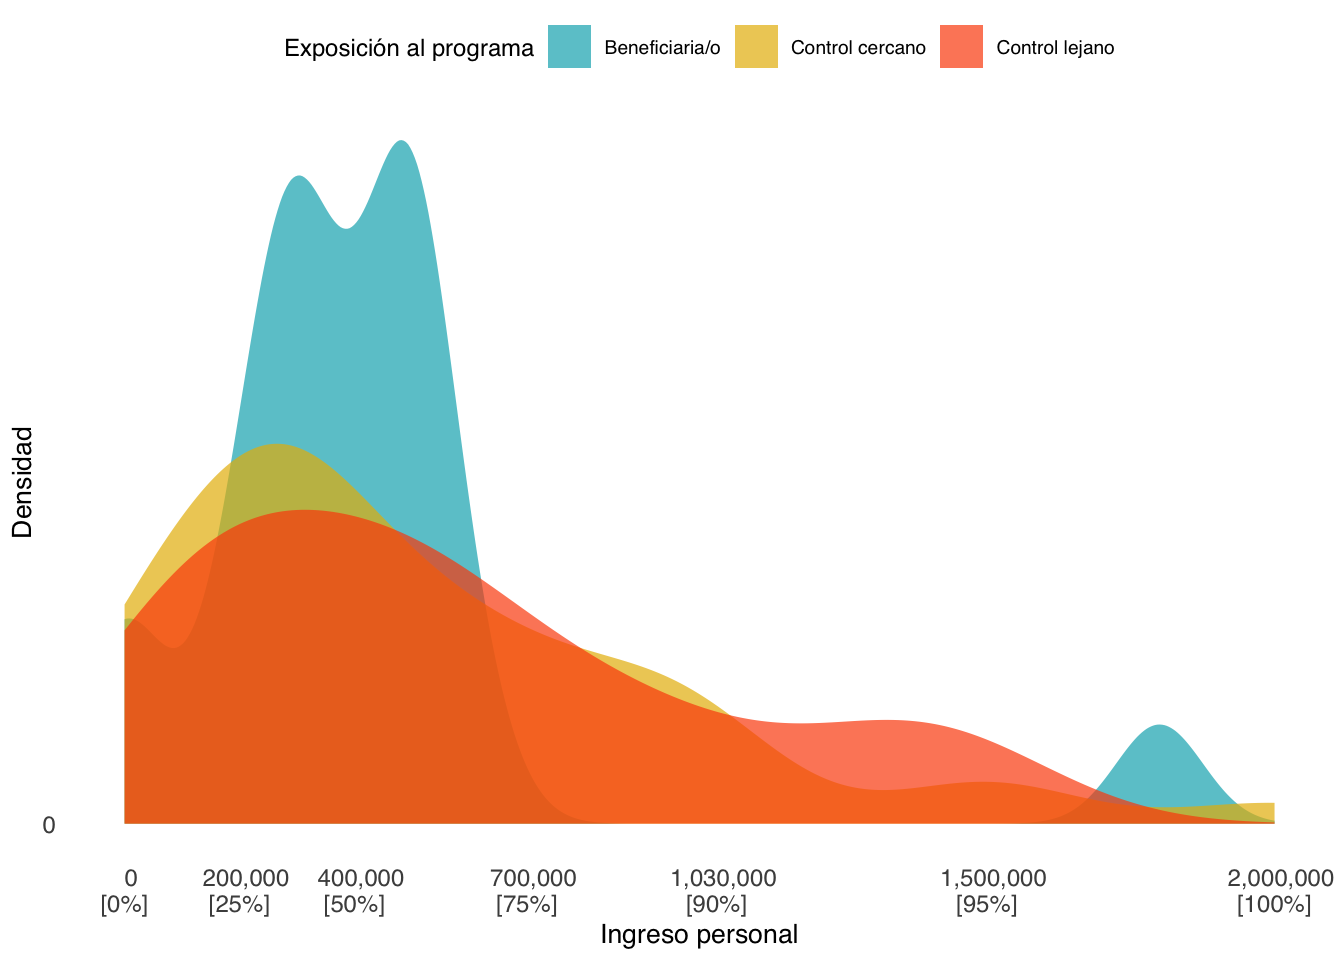 Exposición al programa Beneficiaria/o Control cercano Control lejano
Densidad
0
0 200,000 400,000 700,000 1,030,000 1,500,000 2,000,000
[0%] [25%] [50%] [75%] [90%] [95%] [100%]
Ingreso personal